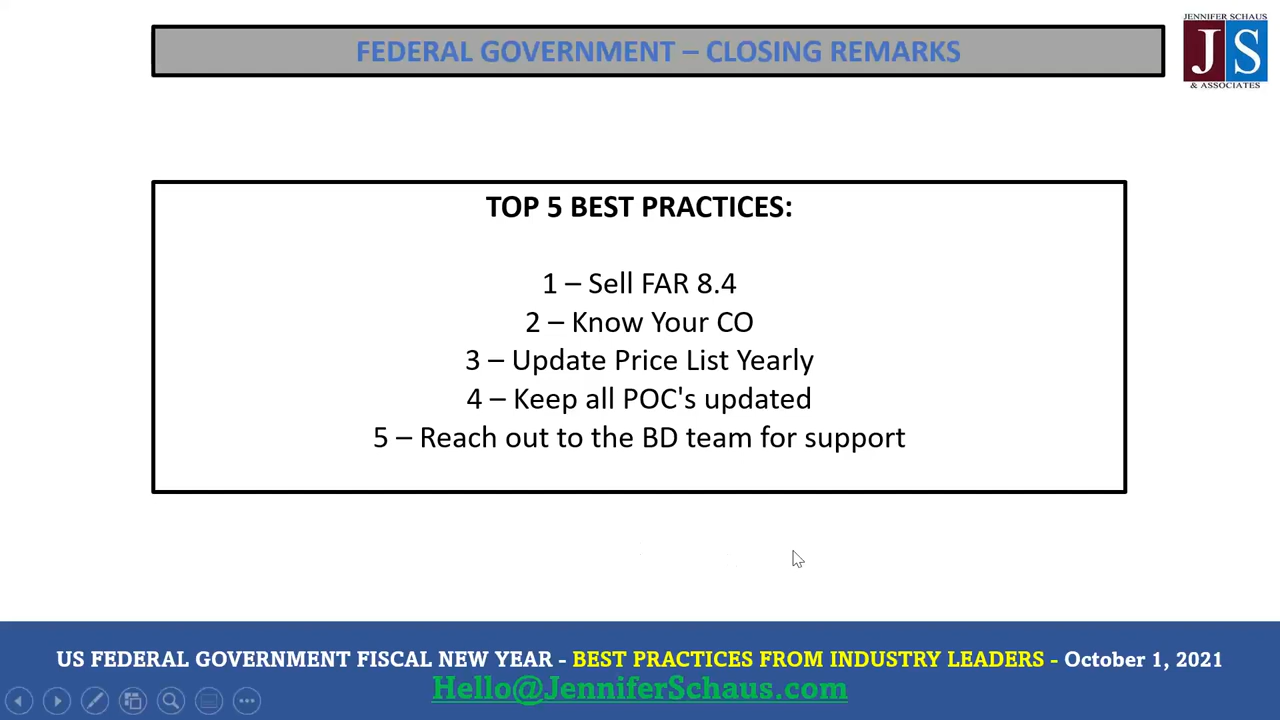 FEDERAL GOVERNMENT – CLOSING REMARKS
JENNIFER SCHAUS
JS
& ASSOCIATES
TOP 5 BEST PRACTICES:
1 – Sell FAR 8.4
2 – Know Your CO
3 – Update Price List Yearly
4 – Keep all POC's updated
5 – Reach out to the BD team for support
US FEDERAL GOVERNMENT FISCAL NEW YEAR - BEST PRACTICES FROM INDUSTRY LEADERS - October 1, 2021
Hello@JenniferSchaus.com